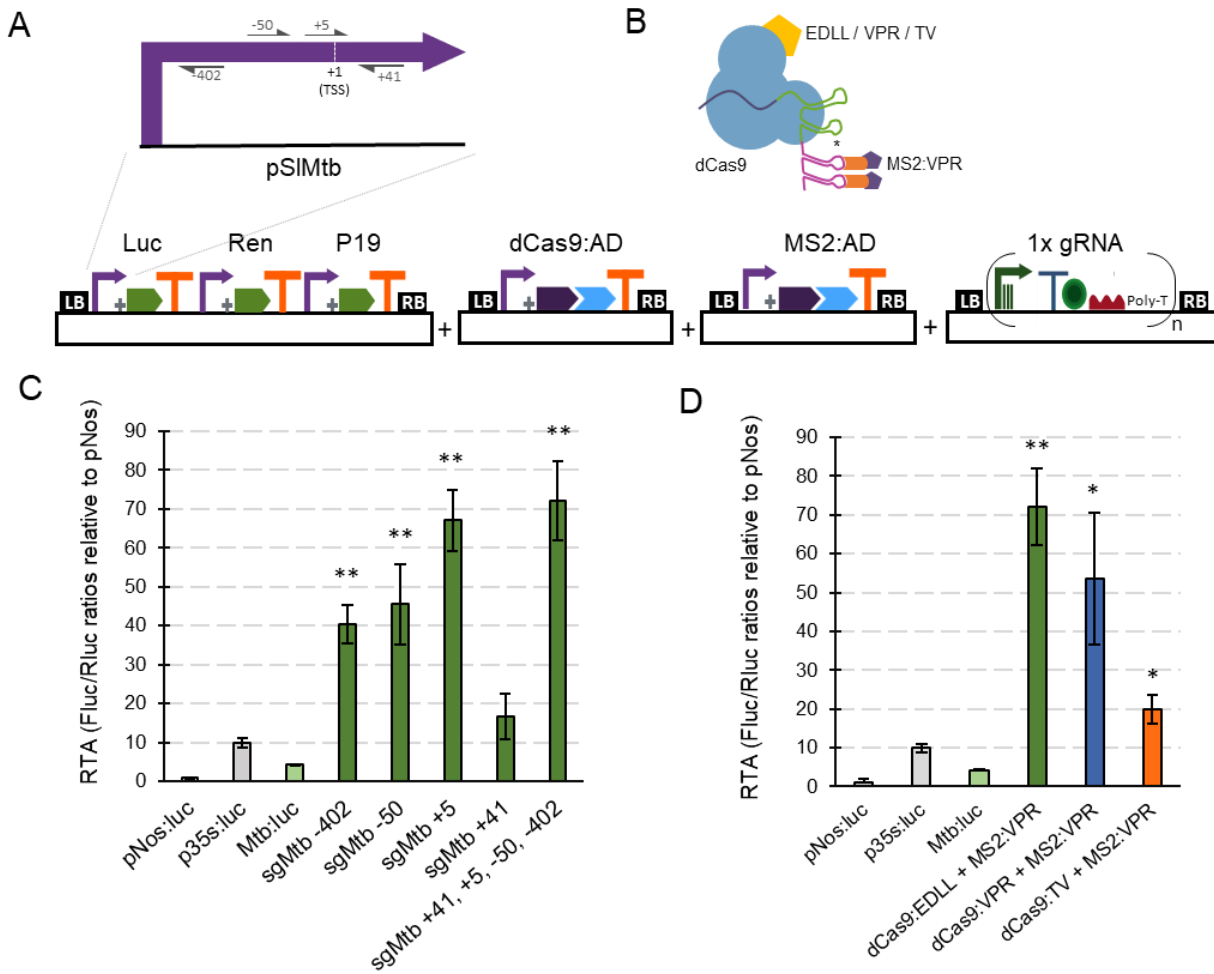 A
-50
+5
-402
+1
(TSS)
+41
pSlMtb
B
EDLL / VPR / TV
dCas9
*
MS2:VPR
Luc
Ren
P19
dCas9:AD
MS2:AD
1x gRNA
LB
RB
LB
RB
LB
RB
LB
Poly-T
RB
n
+
+
+
+
+
+
+
+
C
RTA (Fluc/Rluc ratios relative to pNos)
90
80
70
60
50
40
30
20
10
0
**
**
**
**
pNos:luc
p35s:luc
Mtb:luc
sgMtb -402
sgMtb -50
sgMtb +5
sgMtb +41
sgMtb +41, +5, -50, -402
D
RTA (Fluc/Rluc ratios relative to pNos)
90
80
70
60
50
40
30
20
10
0
**
*
*
pNos:luc
p35s:luc
Mtb:luc
dCas9:EDLL + MS2:VPR
dCas9:VPR + MS2:VPR
dCas9:TV + MS2:VPR